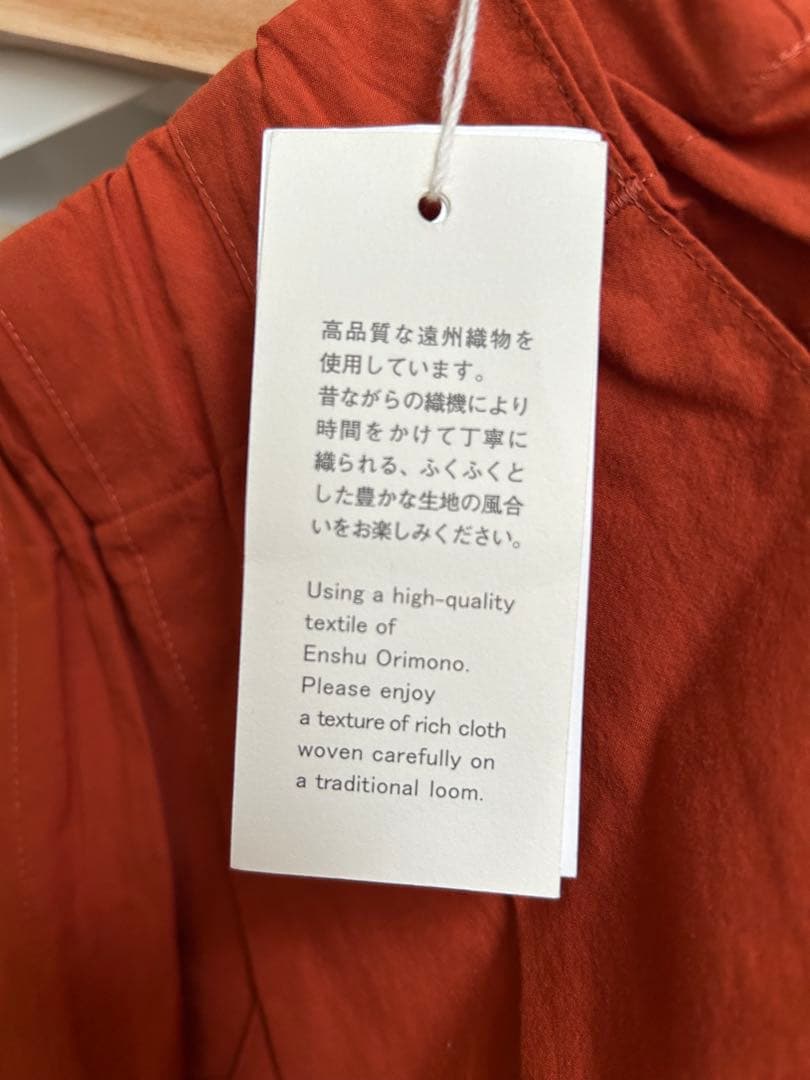 高品質な遠州織物を
使用しています。
昔ながらの織機により
時間をかけて丁寧に
織られる、ふくふくと
した豊かな生地の風合
いをお楽しみください。
Using a high-quality
textile of
Enshu Orimono.
Please enjoy
a texture of rich cloth
woven carefully on
a traditional loom.